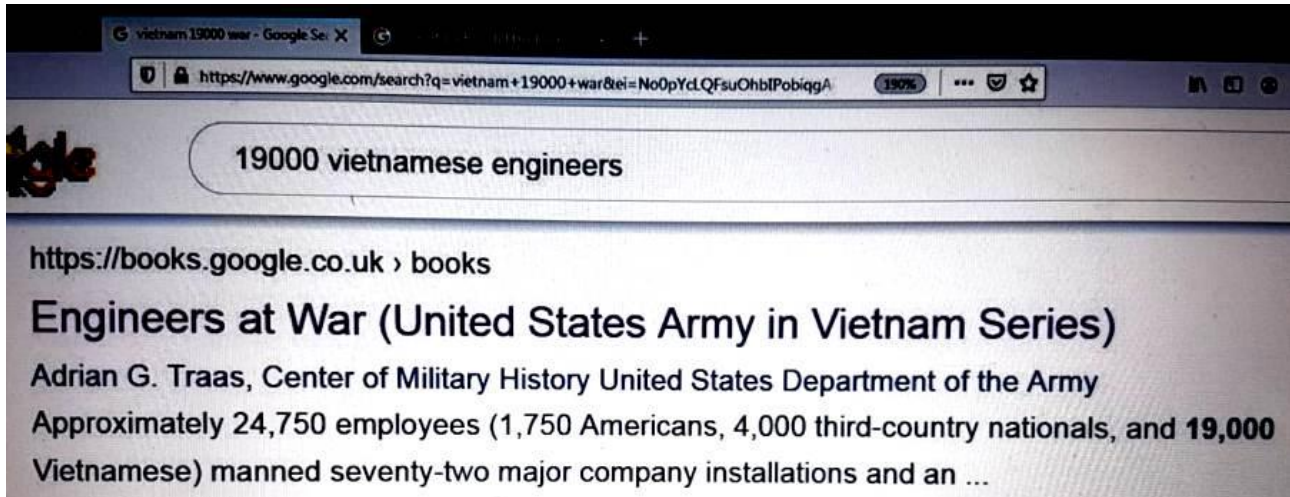 vietnam 19000 war - Google Se
https://www.google.com/search?q=vietnam+19000+war&ei=No0pYcLQFsuOhbIPobiqgA
190%
19000 vietnamese engineers
https://books.google.co.uk › books
Engineers at War (United States Army in Vietnam Series)
Adrian G. Traas, Center of Military History United States Department of the Army
Approximately 24,750 employees (1,750 Americans, 4,000 third-country nationals, and 19,000
Vietnamese) manned seventy-two major company installations and an ...